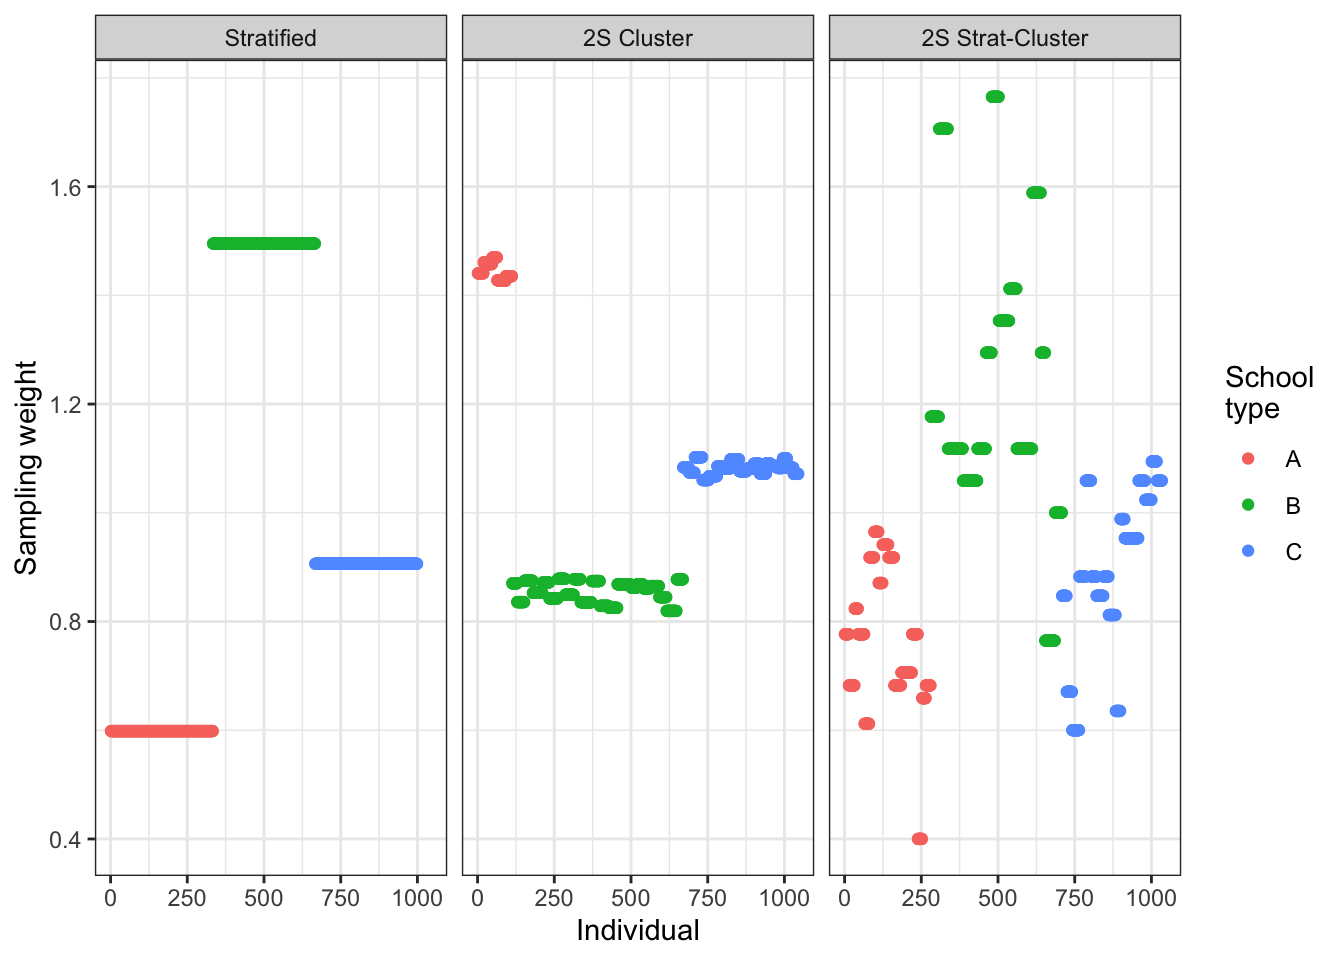 Stratified
2S Cluster
2S Strat-Cluster
Sampling weight
1.6
1.2
0.8
0.4
0 250 500 750 1000
0 250 500 750 1000
0 250 500 750 1000
Individual
School
type
A
B
C